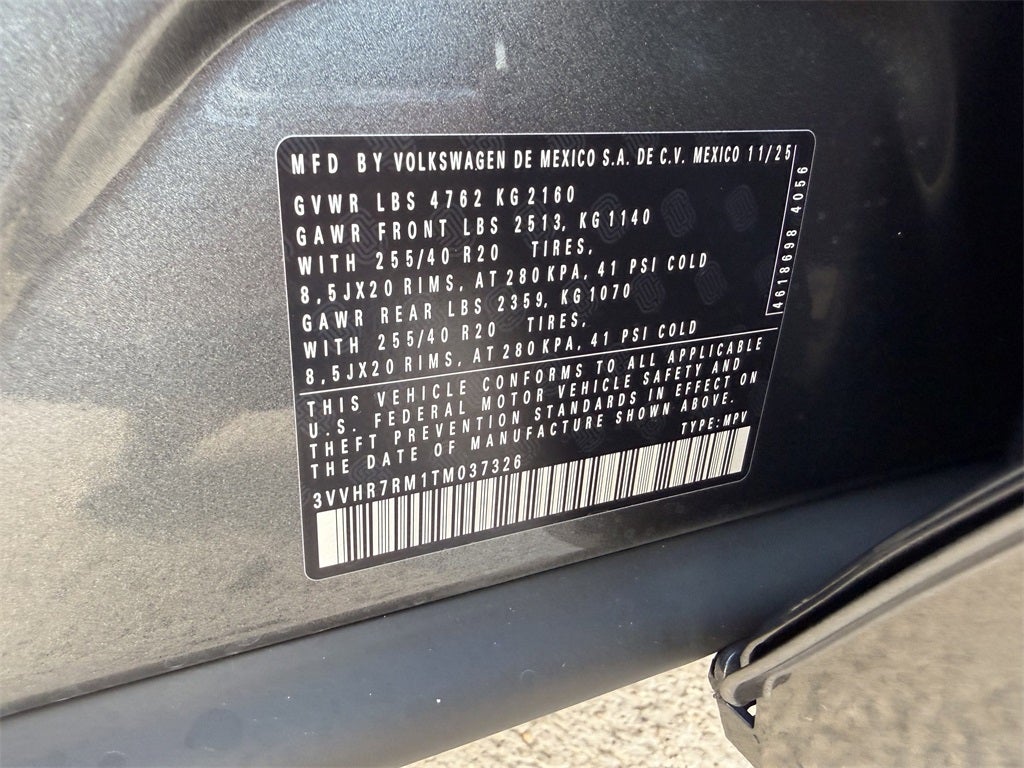 MFD BY VOLKSWAGEN DE MEXICO S.A. DE C.V. MEXICO 11/25
GVWR LBS 4762 KG 2160
GAWR FRONT LBS 2513, KG 1140
WITH 255/40 R20 TIRES,
8,5JX20 RIMS, AT 280 KPA, 41 PSI COLD
GAWR REAR LBS 2359, KG 1070
WITH 255/40 R20 TIRES,
8,5JX20 RIMS, AT 280 KPA, 41 PSI COLD
4618698 4056
THIS VEHICLE CONFORMS TO ALL APPLICABLE
U.S. FEDERAL MOTOR VEHICLE SAFETY AND
THEFT PREVENTION STANDARDS IN EFFECT ON
THE DATE OF MANUFACTURE SHOWN ABOVE.
TYPE: MPV
3VVHR7RM1TM037326